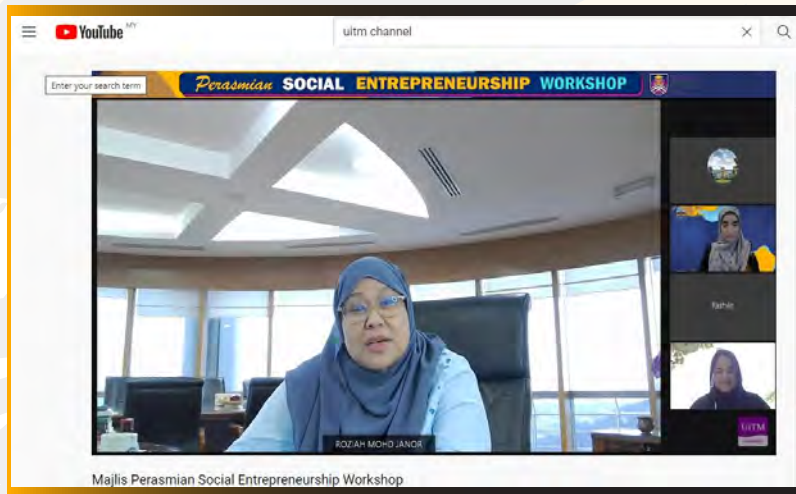 YouTube MY
uitm channel
Enter your search term
Perasmian SOCIAL ENTREPRENEURSHIP WORKSHOP
ROZIAH MOHD JANOR
UiTM
Majlis Perasmian Social Entrepreneurship Workshop